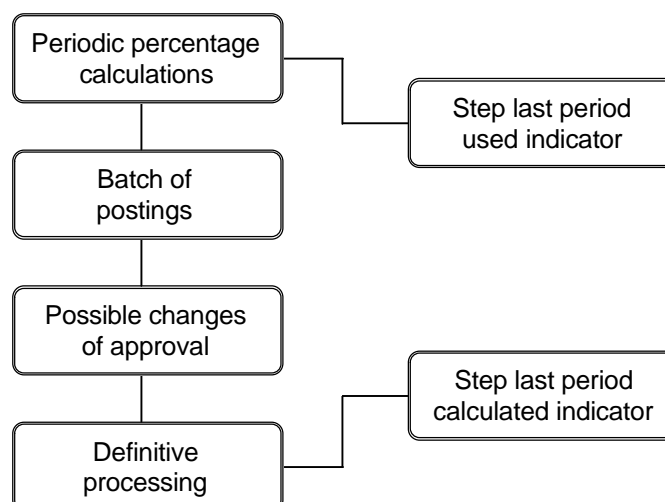 Periodic percentage
calculations
Step last period
used indicator
Batch of
postings
Possible changes
of approval
Step last period
calculated indicator
Definitive
processing